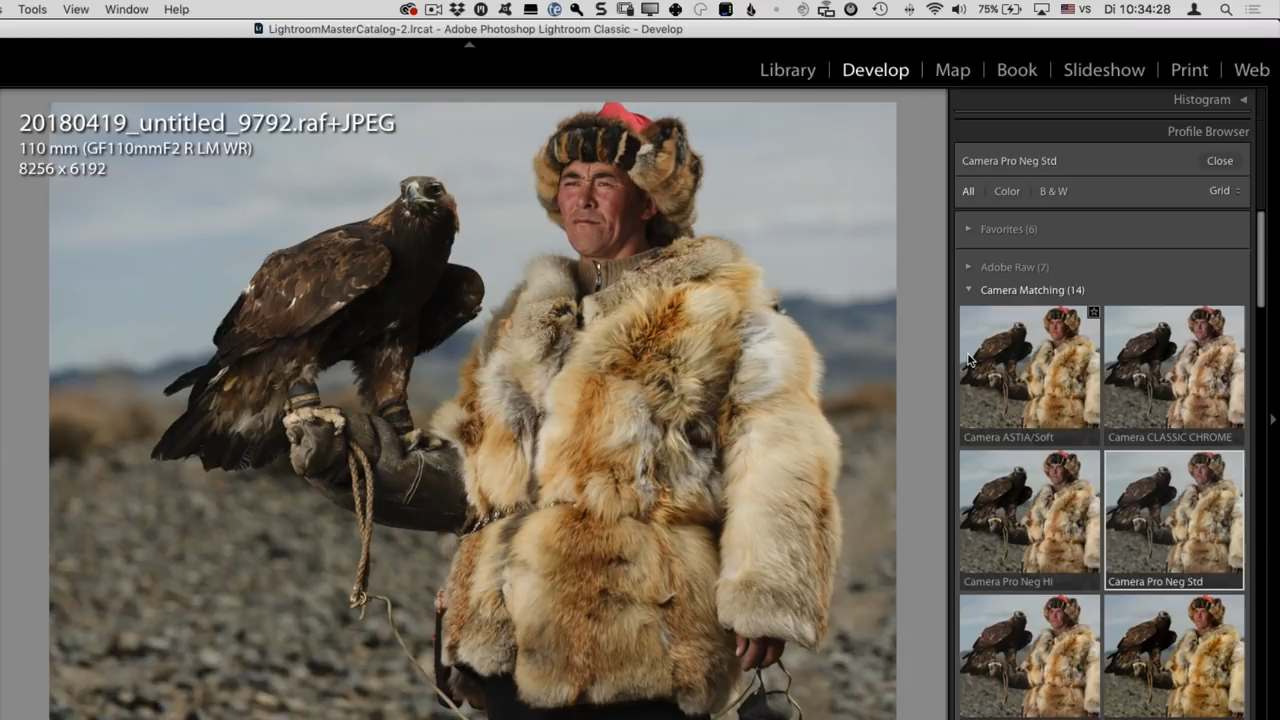 Tools View Window Help
75% VS Di 10:34:28
LightroomMasterCatalog-2.lrcat - Adobe Photoshop Lightroom Classic - Develop
Library | Develop | Map | Book | Slideshow | Print | Web
20180419_untitled_9792.raf+JPEG
110 mm (GF110mmF2 R LM WR)
8256 x 6192
Histogram
Profile Browser
Camera Pro Neg Std Close
All Color B & W Grid
Favorites (6)
Adobe Raw (7)
Camera Matching (14)
Camera ASTIA/Soft Camera CLASSIC CHROME
Camera Pro Neg Hi Camera Pro Neg Std